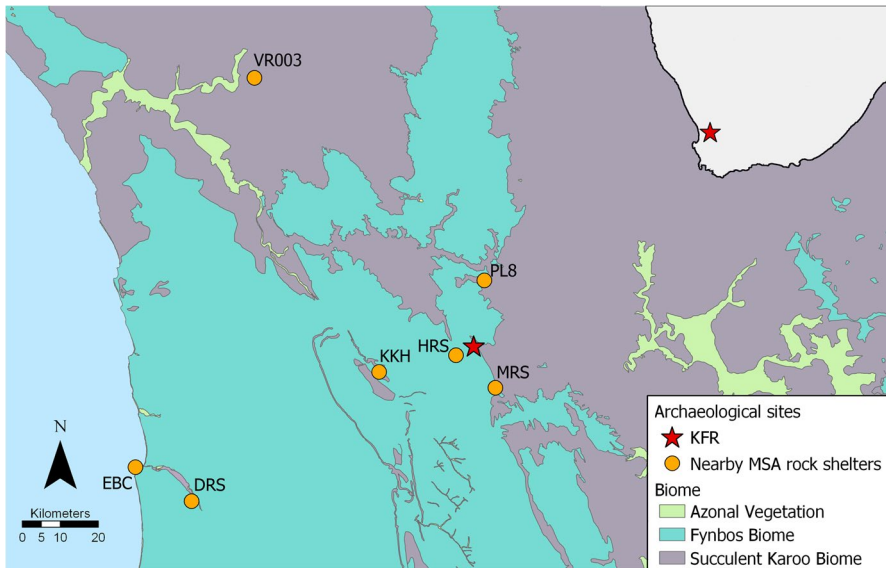 VR003
PL8
HRS
KKH
MRS
EBC
DRS
N
Kilometers
0 5 10 20
Archaeological sites
KFR
Nearby MSA rock shelters
Biome
Azonal Vegetation
Fynbos Biome
Succulent Karoo Biome